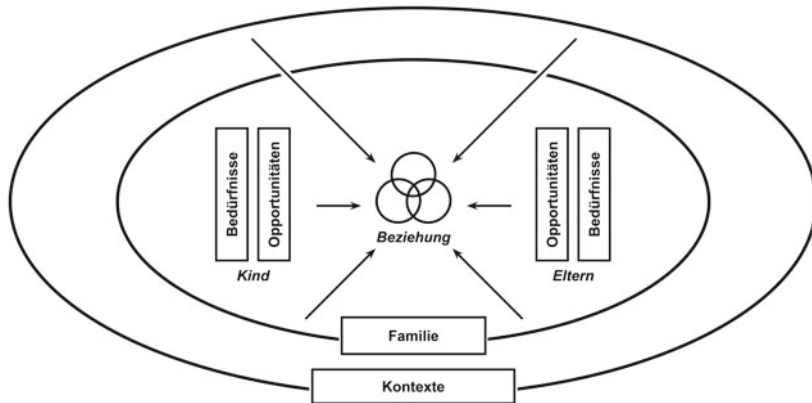 Bedürfnisse
Opportunitäten
Opportunitäten
Bedürfnisse
Beziehung
Kind
Eltern
Familie
Kontexte